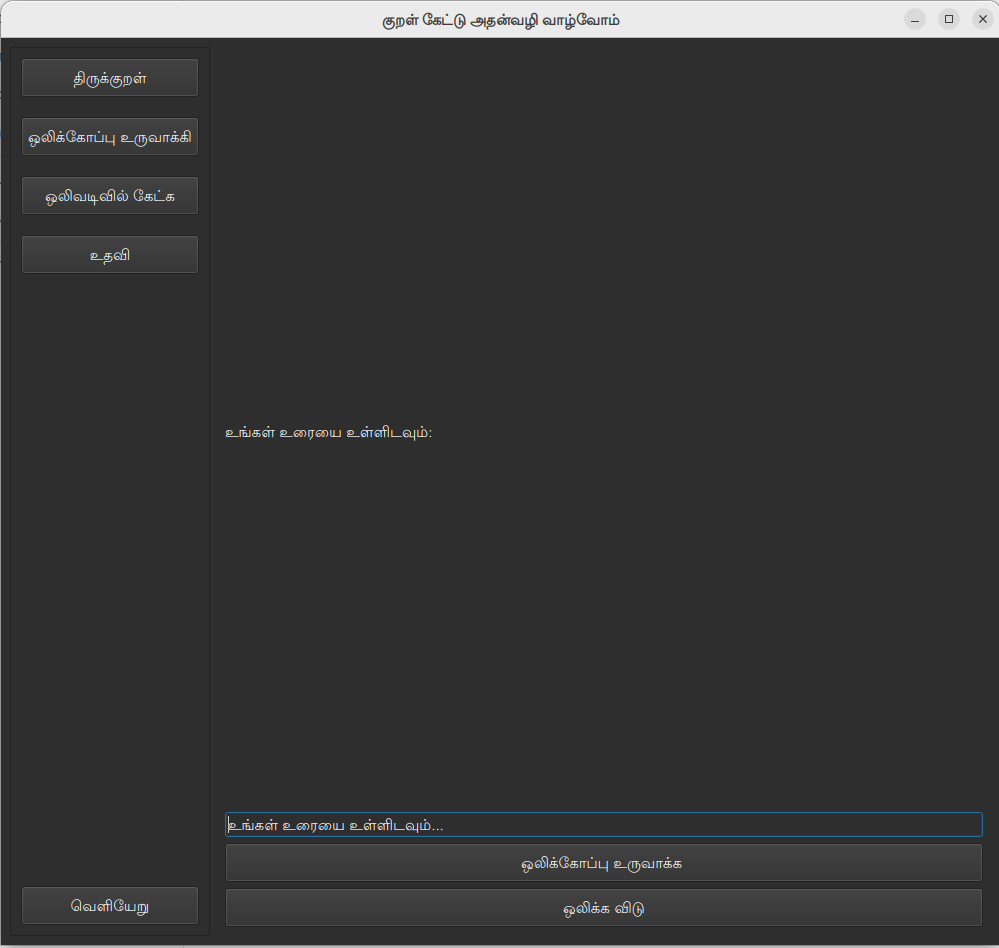 குறள் கேட்டு அதன்வழி வாழ்வோம்
திருக்குறள்
ஒலிக்கோப்பு உருவாக்கி
ஒலிவடிவில் கேட்க
உதவி
உங்கள் உரையை உள்ளிடவும்:
உங்கள் உரையை உள்ளிடவும்...
ஒலிக்கோப்பு உருவாக்க
ஒலிக்க விடு
வெளியேறு